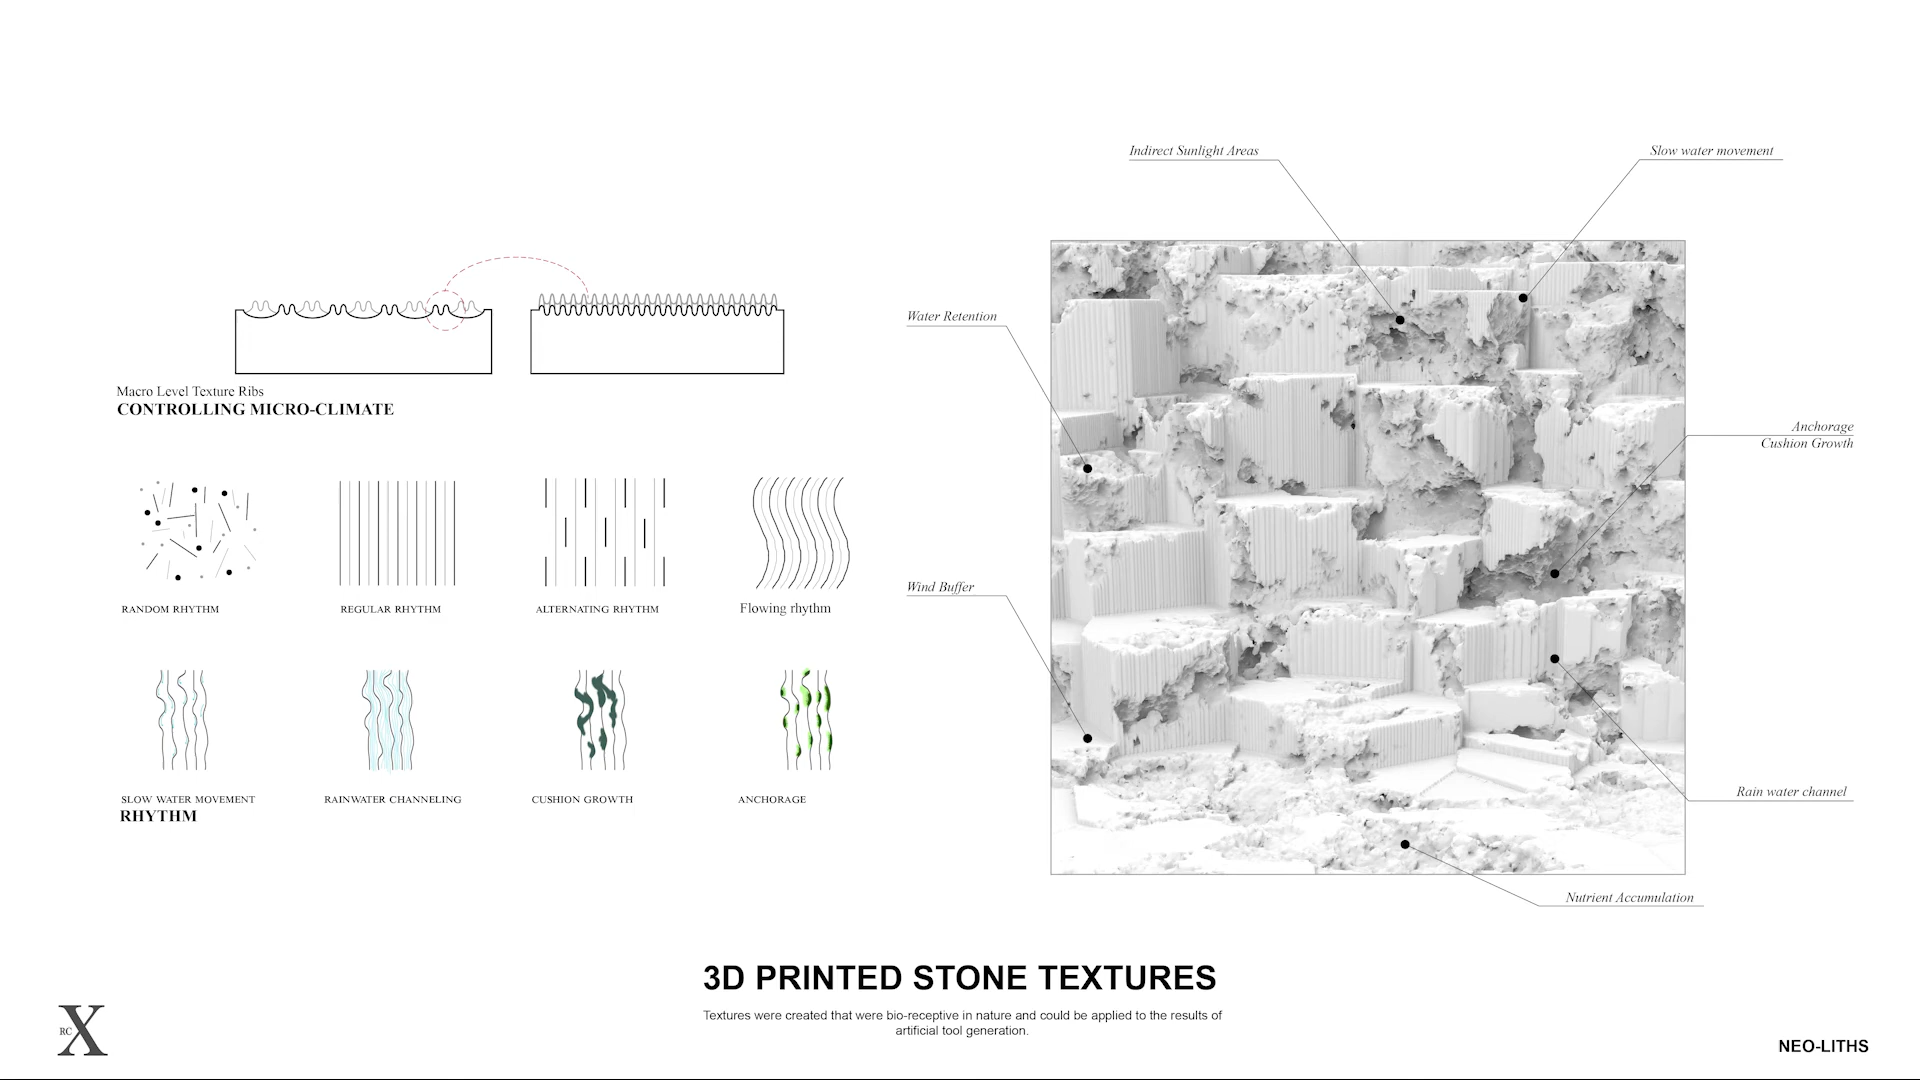 Indirect Sunlight Areas
Slow water movement
Water Retention
Macro Level Texture Ribs
CONTROLLING MICRO-CLIMATE
Anchorage
Cushion Growth
Wind Buffer
RANDOM RHYTHM
REGULAR RHYTHM
ALTERNATING RHYTHM
Flowing rhythm
SLOW WATER MOVEMENT
RAINWATER CHANNELING
CUSHION GROWTH
ANCHORAGE
RHYTHM
Rain water channel
Nutrient Accumulation
3D PRINTED STONE TEXTURES
Textures were created that were bio-receptive in nature and could be applied to the results of
artificial tool generation.
RC X
NEO-LITHS